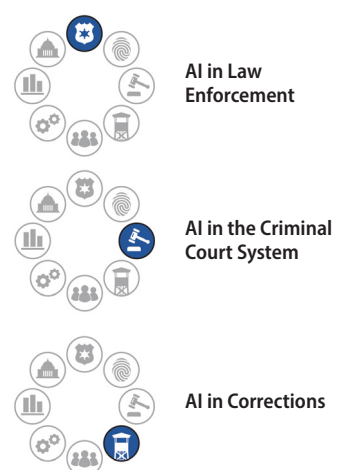 AI in Law
Enforcement
AI in the Criminal
Court System
AI in Corrections